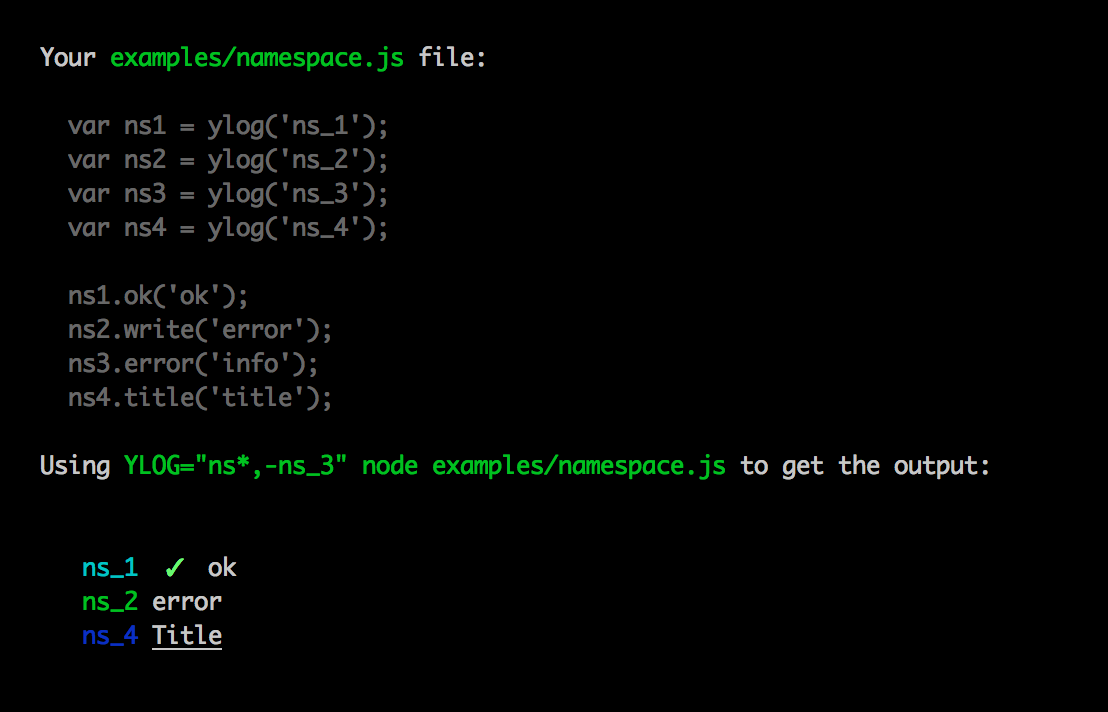 Your examples/namespace.js file:
var ns1 = ylog('ns_1');
var ns2 = ylog('ns_2');
var ns3 = ylog('ns_3');
var ns4 = ylog('ns_4');
ns1.ok('ok');
ns2.write('error');
ns3.error('info');
ns4.title('title');
Using YLOG="ns*,-ns_3" node examples/namespace.js to get the output:
ns_1 ✓ ok
ns_2 error
ns_4 Title